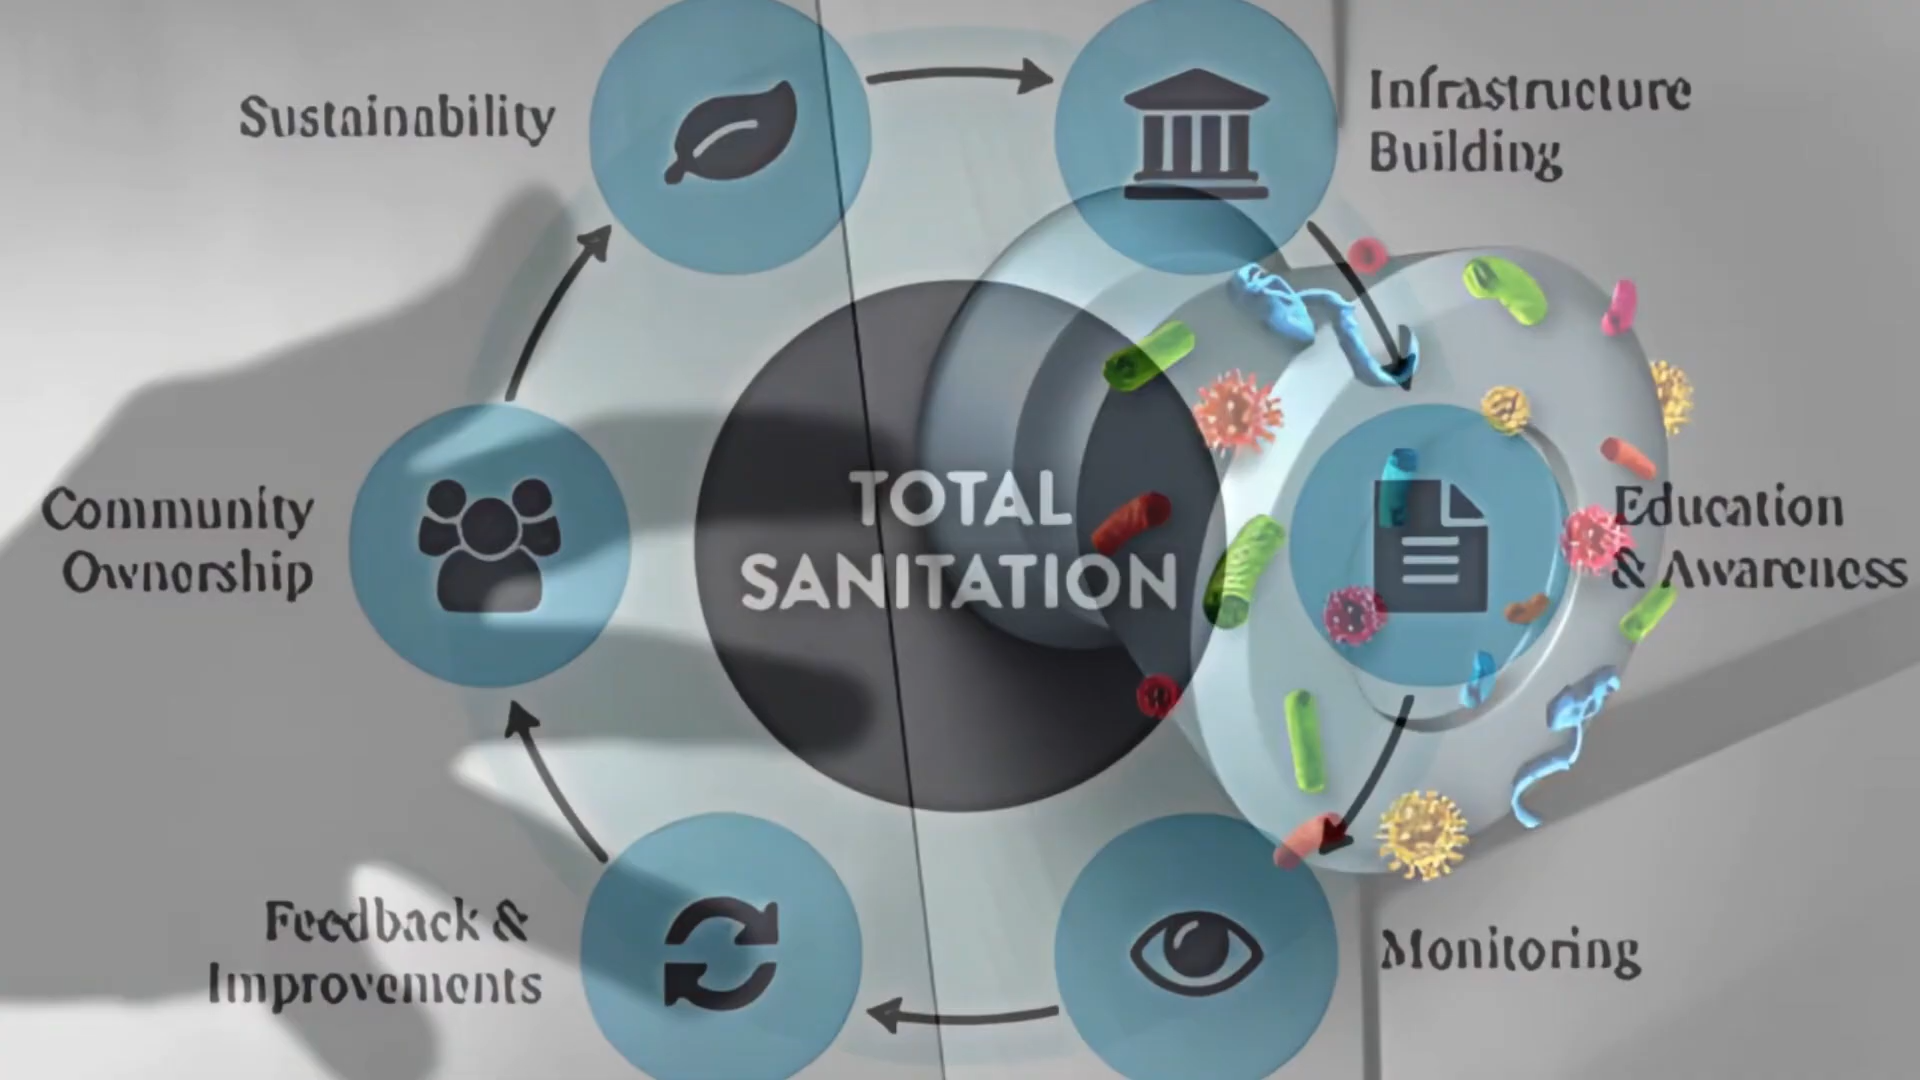 Sustainability
Infrastructure
Building
Community
Ownership
TOTAL
SANITATION
Education
& Awareness
Feedback &
Improvements
Monitoring